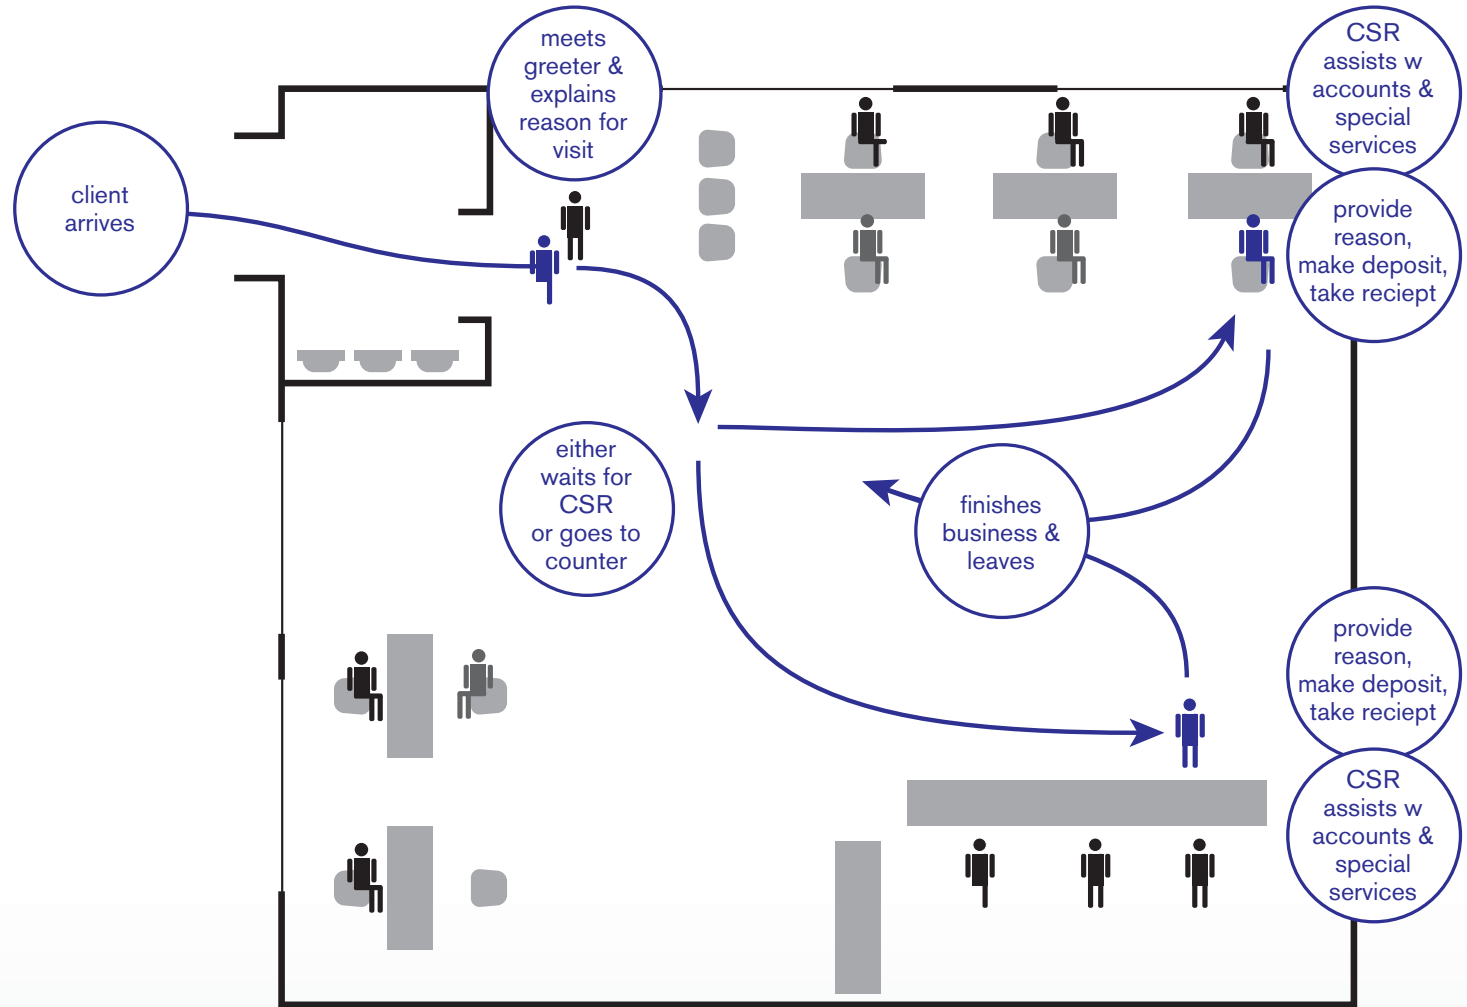 meets
greeter &
explains
reason for
visit
CSR
assists w
accounts &
special
services
client
arrives
provide
reason,
make deposit,
take reciept
either
waits for
CSR
or goes to
counter
finishes
business &
leaves
provide
reason,
make deposit,
take reciept
CSR
assists w
accounts &
special
services